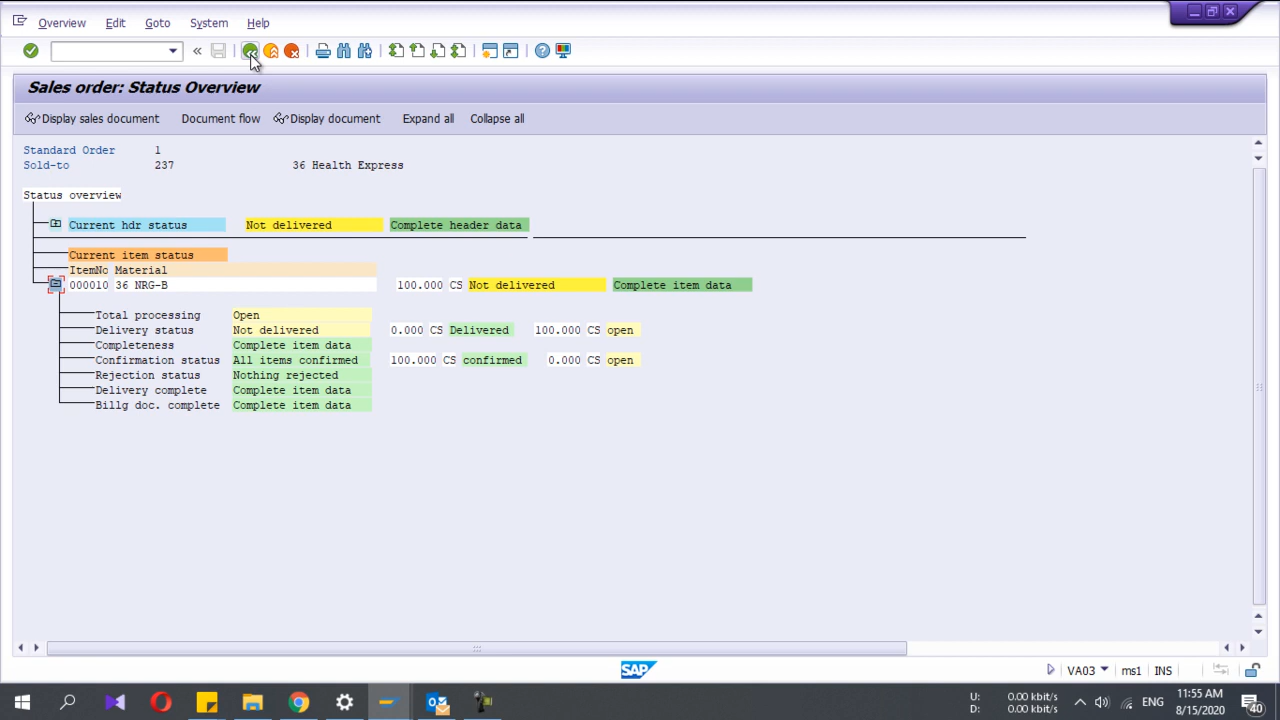 Overview Edit Goto System Help
Sales order: Status Overview
Display sales document Document flow Display document Expand all Collapse all
Standard Order 1
Sold-to 237 36 Health Express
Status overview
Current hdr status Not delivered Complete header data
Current item status
ItemNo Material
000010 36 NRG-B 100.000 CS Not delivered Complete item data
Total processing Open
Delivery status Not delivered 0.000 CS Delivered 100.000 CS open
Completeness Complete item data
Confirmation status All items confirmed 100.000 CS confirmed 0.000 CS open
Rejection status Nothing rejected
Delivery complete Complete item data
Billg doc. complete Complete item data
SAP VA03 ms1 INS
U: 0.00 kbit/s
D: 0.00 kbit/s
ENG
11:55 AM
8/15/2020
40